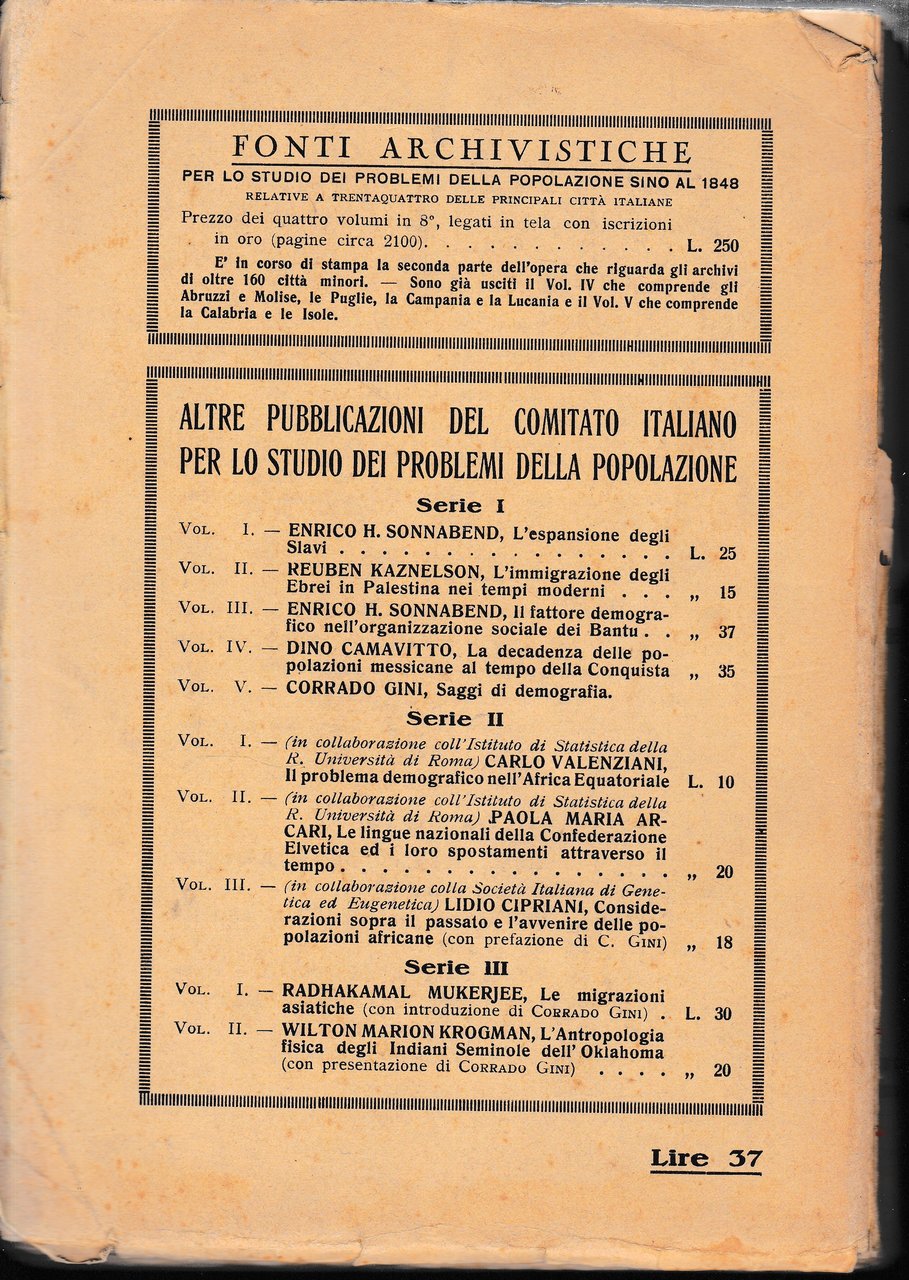 FONTI ARCHIVISTICHE
PER LO STUDIO DEI PROBLEMI DELLA POPOLAZIONE SINO AL 1848
RELATIVE A TRENTAQUATTRO DELLE PRINCIPALI CITTÀ ITALIANE
Prezzo dei quattro volumi in 8°, legati in tela con iscrizioni
in oro (pagine circa 2100). . . . . . . . . . . . L. 250
E' in corso di stampa la seconda parte dell'opera che riguarda gli archivi
di oltre 160 città minori. — Sono già usciti il Vol. IV che comprende gli
Abruzzi e Molise, le Puglie, la Campania e la Lucania e il Vol. V che comprende
la Calabria e le Isole.
ALTRE PUBBLICAZIONI DEL COMITATO ITALIANO
PER LO STUDIO DEI PROBLEMI DELLA POPOLAZIONE
Serie I
VOL. I. — ENRICO H. SONNABEND, L'espansione degli
Slavi . . . . . . . . . . . . . . . . L. 25
VOL. II. — REUBEN KAZNELSON, L'immigrazione degli
Ebrei in Palestina nei tempi moderni . . . „ 15
VOL. III. — ENRICO H. SONNABEND, Il fattore demogra-
fico nell'organizzazione sociale dei Bantu . . „ 37
VOL. IV. — DINO CAMAVITTO, La decadenza delle po-
polazioni messicane al tempo della Conquista „ 35
VOL. V. — CORRADO GINI, Saggi di demografia.
Serie II
VOL. I. — (in collaborazione coll'Istituto di Statistica della
R. Università di Roma) CARLO VALENZIANI,
Il problema demografico nell'Africa Equatoriale L. 10
VOL. II. — (in collaborazione coll'Istituto di Statistica della
R. Università di Roma) PAOLA MARIA AR-
CARI, Le lingue nazionali della Confederazione
Elvetica ed i loro spostamenti attraverso il
tempo . . . . . . . . . . . . . . . . „ 20
VOL. III. — (in collaborazione colla Società Italiana di Gene-
tica ed Eugenetica) LIDIO CIPRIANI, Conside-
razioni sopra il passato e l'avvenire delle po-
polazioni africane (con prefazione di C. GINI) „ 18
Serie III
VOL. I. — RADHAKAMAL MUKERJEE, Le migrazioni
asiatiche (con introduzione di CORRADO GINI) . L. 30
VOL. II. — WILTON MARION KROGMAN, L'Antropologia
fisica degli Indiani Seminole dell'Oklahoma
(con presentazione di CORRADO GINI) . . . . „ 20
Lire 37